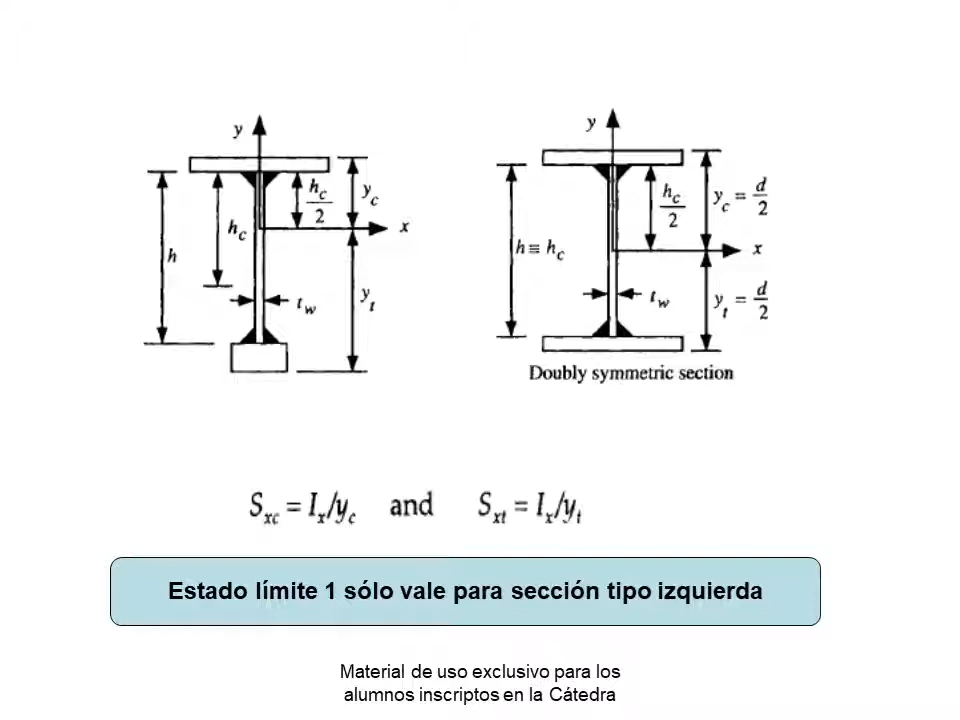 y
h_c/2
y_c
x
h_c
h
t_w
y_t
y
h_c/2
y_c = d/2
x
h ≡ h_c
t_w
y_t = d/2
Doubly symmetric section
S_xc = I_x/y_c and S_xt = I_x/y_t
Estado límite 1 sólo vale para sección tipo izquierda
Material de uso exclusivo para los
alumnos inscriptos en la Cátedra